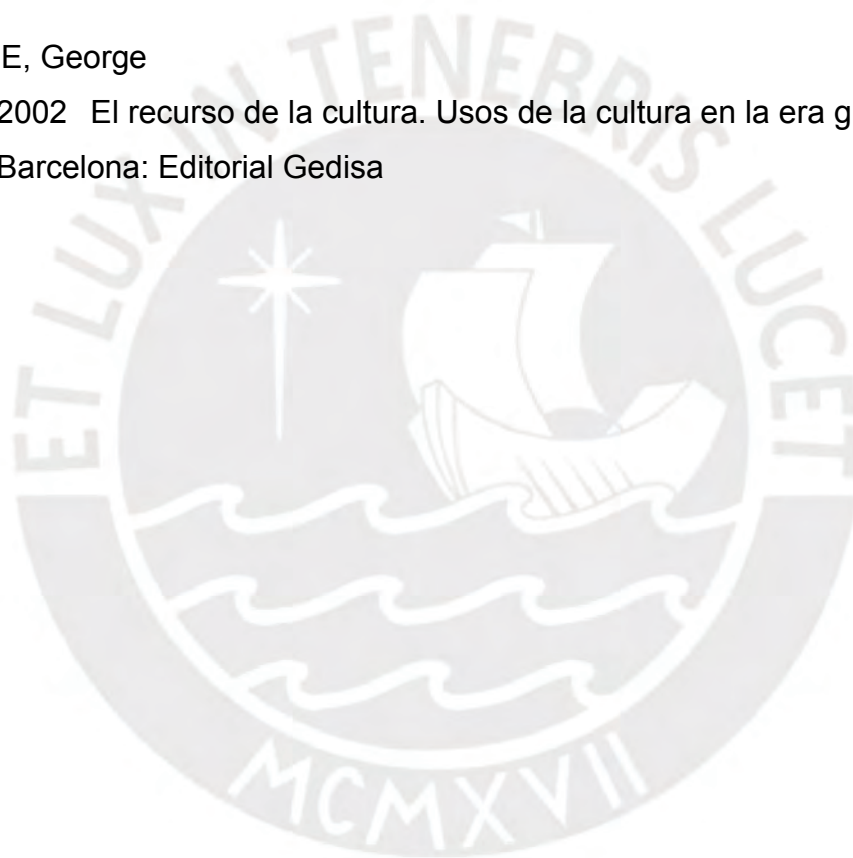 E, George
2002 El recurso de la cultura. Usos de la cultura en la era g
Barcelona: Editorial Gedisa
ET LUX IN TENEBRIS LUCET
MCMXVII